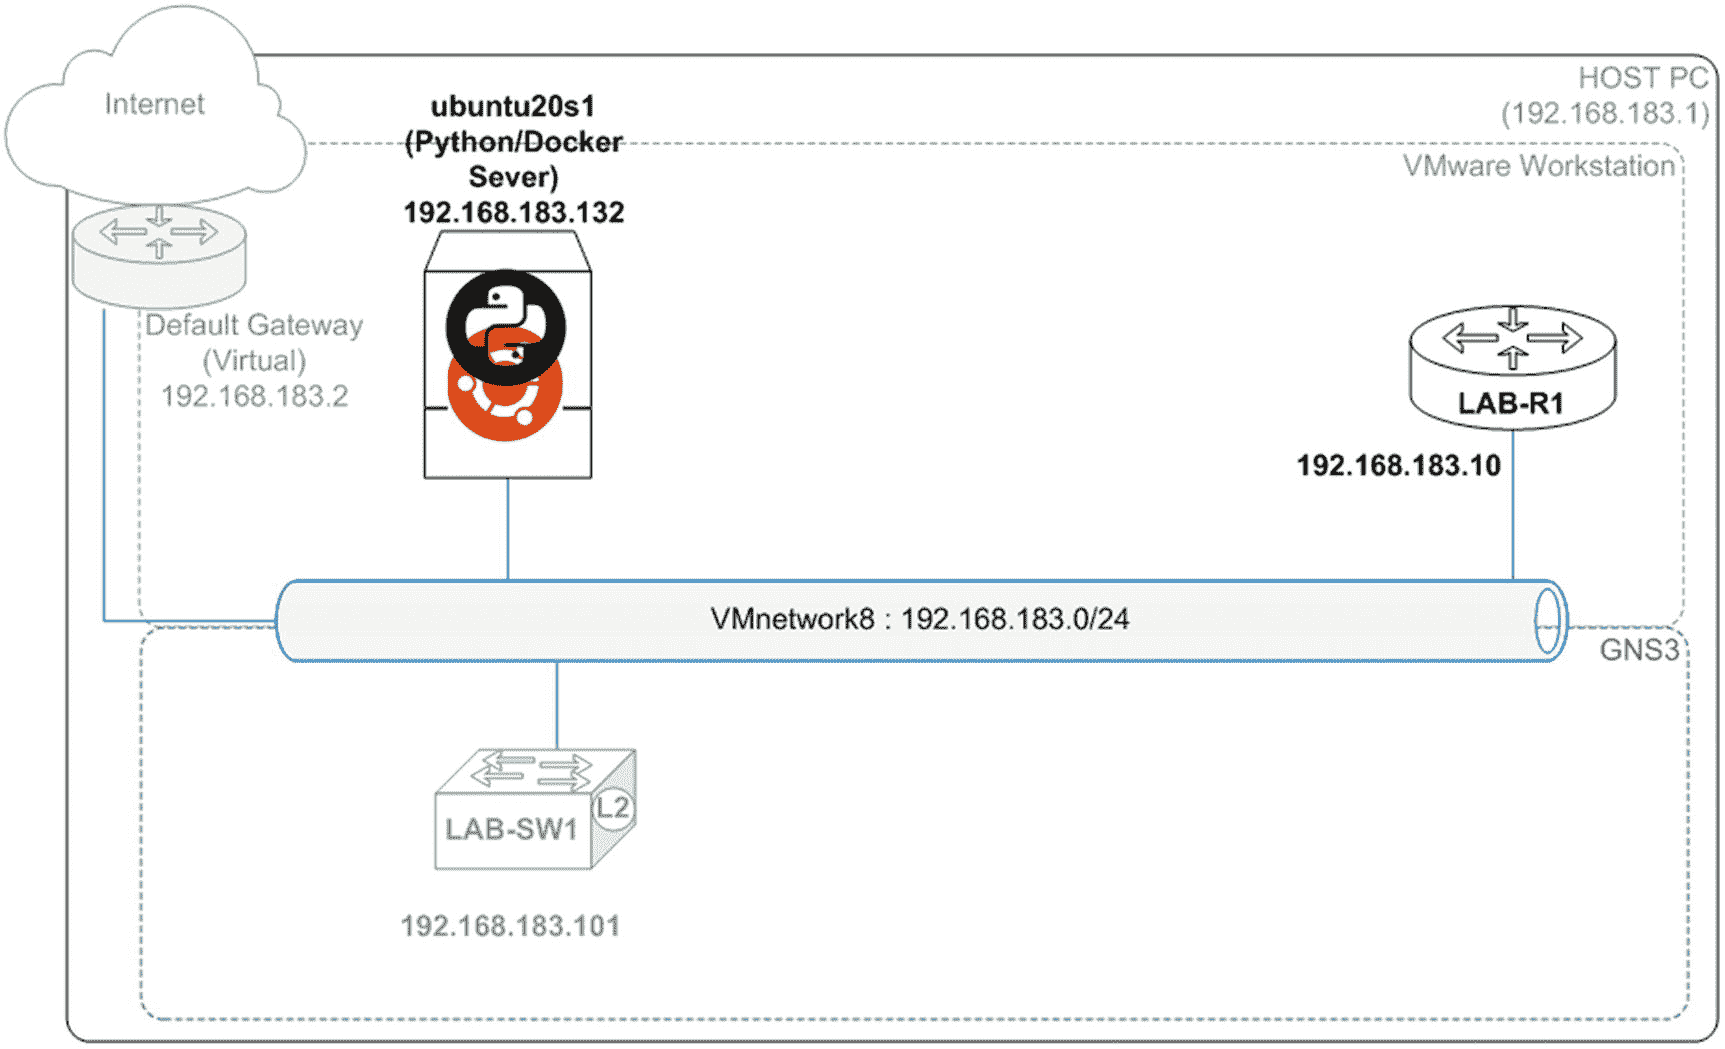 Internet
HOST PC
(192.168.183.1)
VMware Workstation
ubuntu20s1
(Python/Docker
Sever)
192.168.183.132
Default Gateway
(Virtual)
192.168.183.2
LAB-R1
192.168.183.10
VMnetwork8 : 192.168.183.0/24
GNS3
L2
LAB-SW1
192.168.183.101